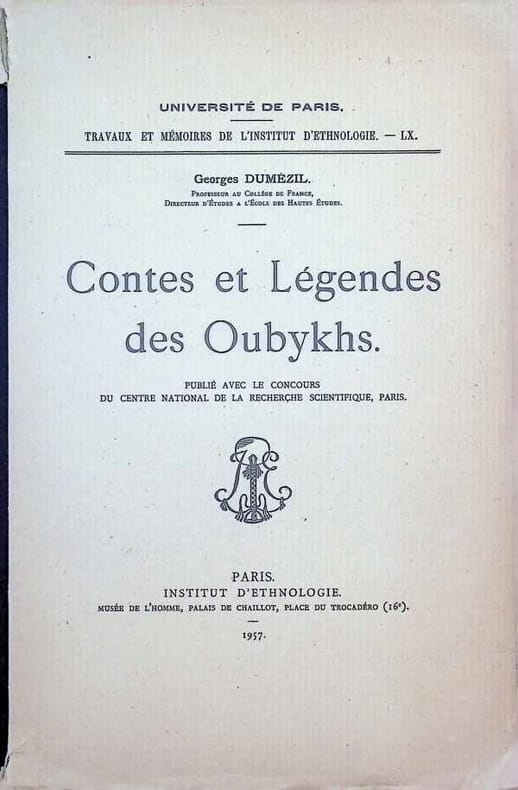 UNIVERSITÉ DE PARIS.
TRAVAUX ET MÉMOIRES DE L'INSTITUT D'ETHNOLOGIE. — LX.
Georges DUMÉZIL.
Professeur au Collège de France,
Directeur d'Études a l'École des Hautes Études.
Contes et Légendes
des Oubykhs.
PUBLIÉ AVEC LE CONCOURS
DU CENTRE NATIONAL DE LA RECHERCHE SCIENTIFIQUE, PARIS.
PARIS.
INSTITUT D'ETHNOLOGIE.
MUSÉE DE L'HOMME, PALAIS DE CHAILLOT, PLACE DU TROCADÉRO (16e).
1957.